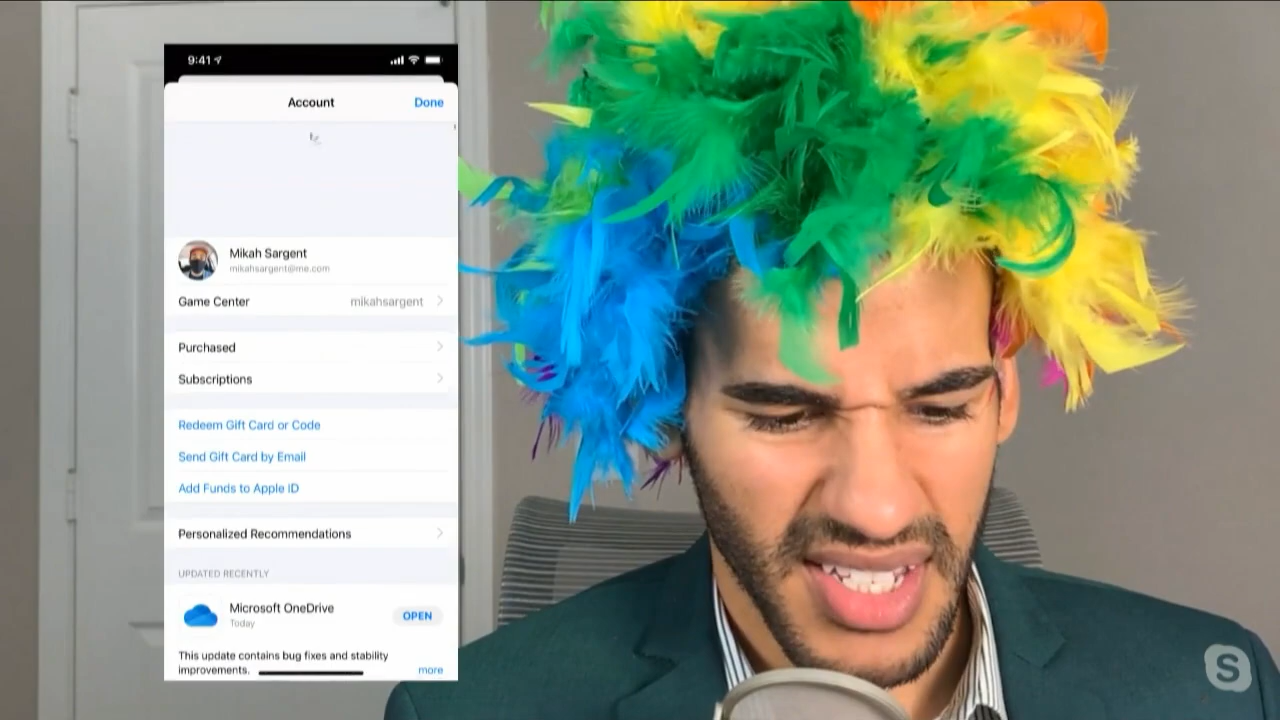 9:41
Account
Done
Mikah Sargent
mikahsargent@me.com
Game Center
mikahsargent
Purchased
Subscriptions
Redeem Gift Card or Code
Send Gift Card by Email
Add Funds to Apple ID
Personalized Recommendations
UPDATED RECENTLY
Microsoft OneDrive
Today
OPEN
This update contains bug fixes and stability
improvements.
more
S